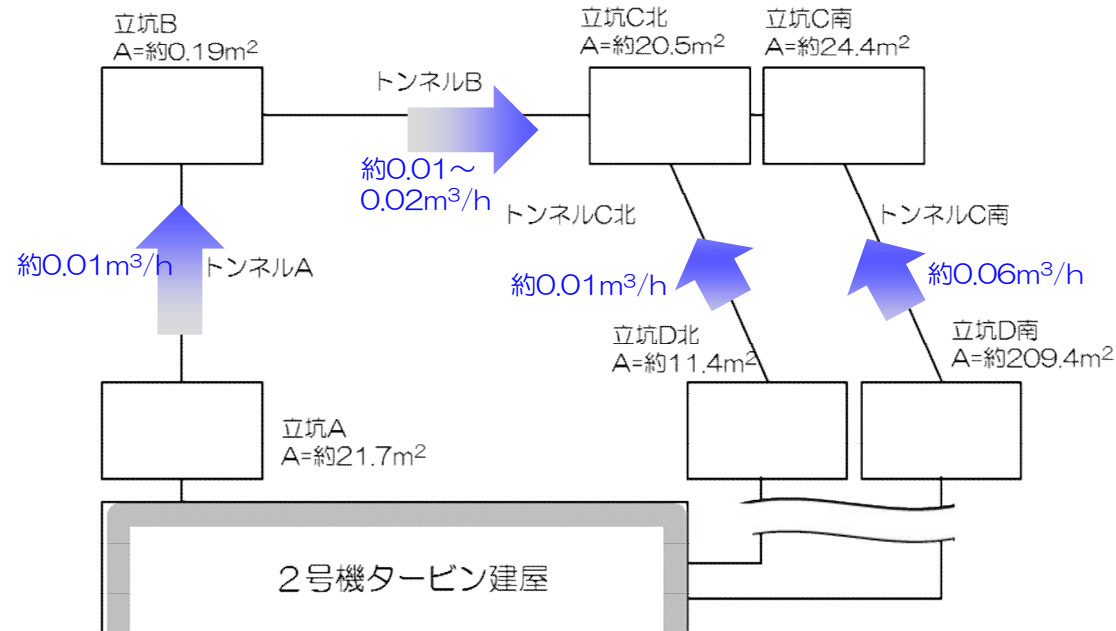 立坑B
A=約0.19m²
立坑C北
A=約20.5m²
立坑C南
A=約24.4m²
トンネルB
約0.01～
0.02m³/h
トンネルC北
トンネルC南
約0.01m³/h
トンネルA
約0.01m³/h
約0.06m³/h
立坑D北
A=約11.4m²
立坑D南
A=約209.4m²
立坑A
A=約21.7m²
２号機タービン建屋